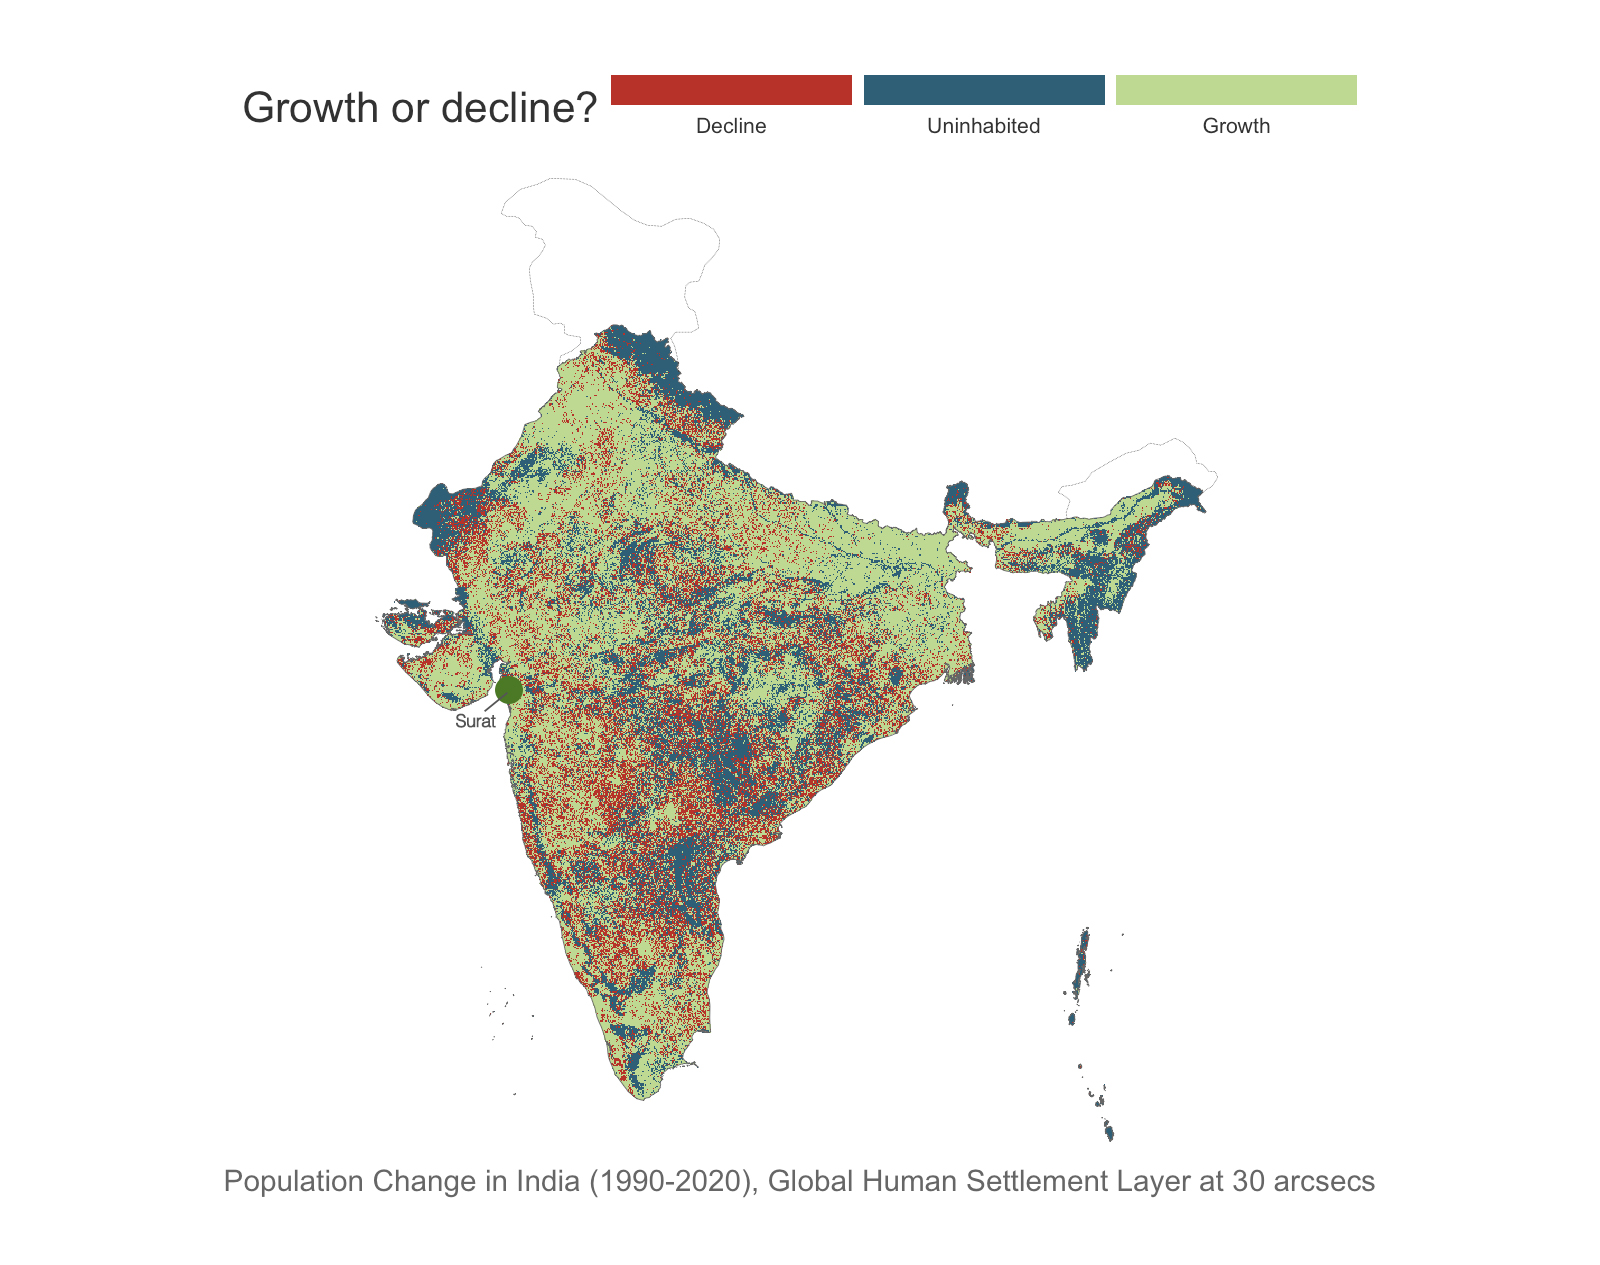 Growth or decline?
Decline
Uninhabited
Growth
Surat
Population Change in India (1990-2020), Global Human Settlement Layer at 30 arcsecs